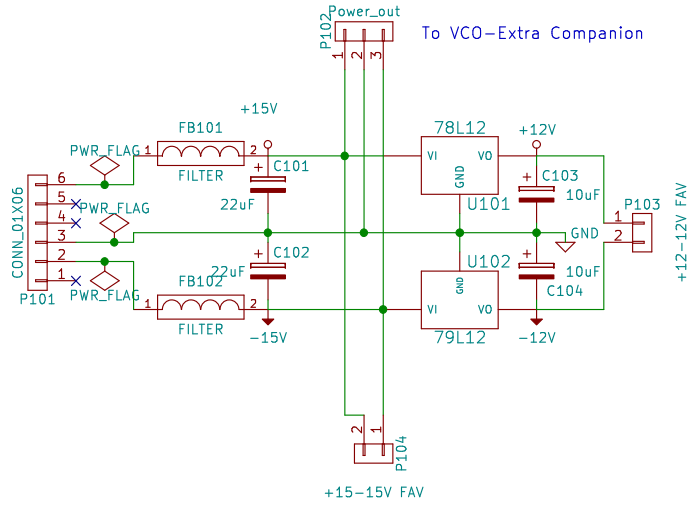 Power_out
P102
To VCO-Extra Companion
1
2
3
+15V
FB101
78L12
+12V
PWR_FLAG
1
2
C101
VI
VO
GND
FILTER
22uF
U101
C103
10uF
6
5
4
3
2
1
CONN_01X06
P101
PWR_FLAG
P103
1
2
+12-12V FAV
GND
C102
22uF
FB102
U102
10uF
C104
PWR_FLAG
1
2
GND
VI
VO
FILTER
-15V
79L12
-12V
2
1
P104
+15-15V FAV